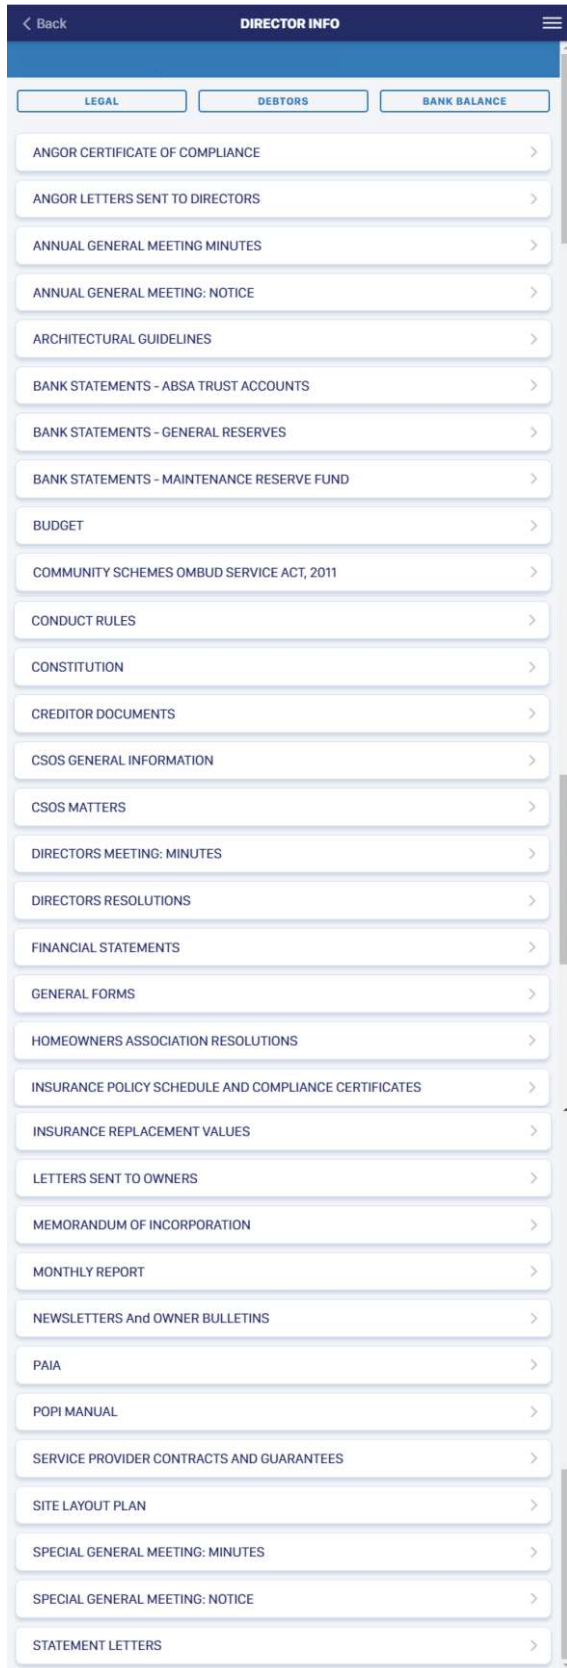 Back
DIRECTOR INFO
LEGAL
DEBTORS
BANK BALANCE
ANGOR CERTIFICATE OF COMPLIANCE
ANGOR LETTERS SENT TO DIRECTORS
ANNUAL GENERAL MEETING MINUTES
ANNUAL GENERAL MEETING: NOTICE
ARCHITECTURAL GUIDELINES
BANK STATEMENTS - ABSA TRUST ACCOUNTS
BANK STATEMENTS - GENERAL RESERVES
BANK STATEMENTS - MAINTENANCE RESERVE FUND
BUDGET
COMMUNITY SCHEMES OMBUD SERVICE ACT, 2011
CONDUCT RULES
CONSTITUTION
CREDITOR DOCUMENTS
CSOS GENERAL INFORMATION
CSOS MATTERS
DIRECTORS MEETING: MINUTES
DIRECTORS RESOLUTIONS
FINANCIAL STATEMENTS
GENERAL FORMS
HOMEOWNERS ASSOCIATION RESOLUTIONS
INSURANCE POLICY SCHEDULE AND COMPLIANCE CERTIFICATES
INSURANCE REPLACEMENT VALUES
LETTERS SENT TO OWNERS
MEMORANDUM OF INCORPORATION
MONTHLY REPORT
NEWSLETTERS And OWNER BULLETINS
PAIA
POPI MANUAL
SERVICE PROVIDER CONTRACTS AND GUARANTEES
SITE LAYOUT PLAN
SPECIAL GENERAL MEETING: MINUTES
SPECIAL GENERAL MEETING: NOTICE
STATEMENT LETTERS